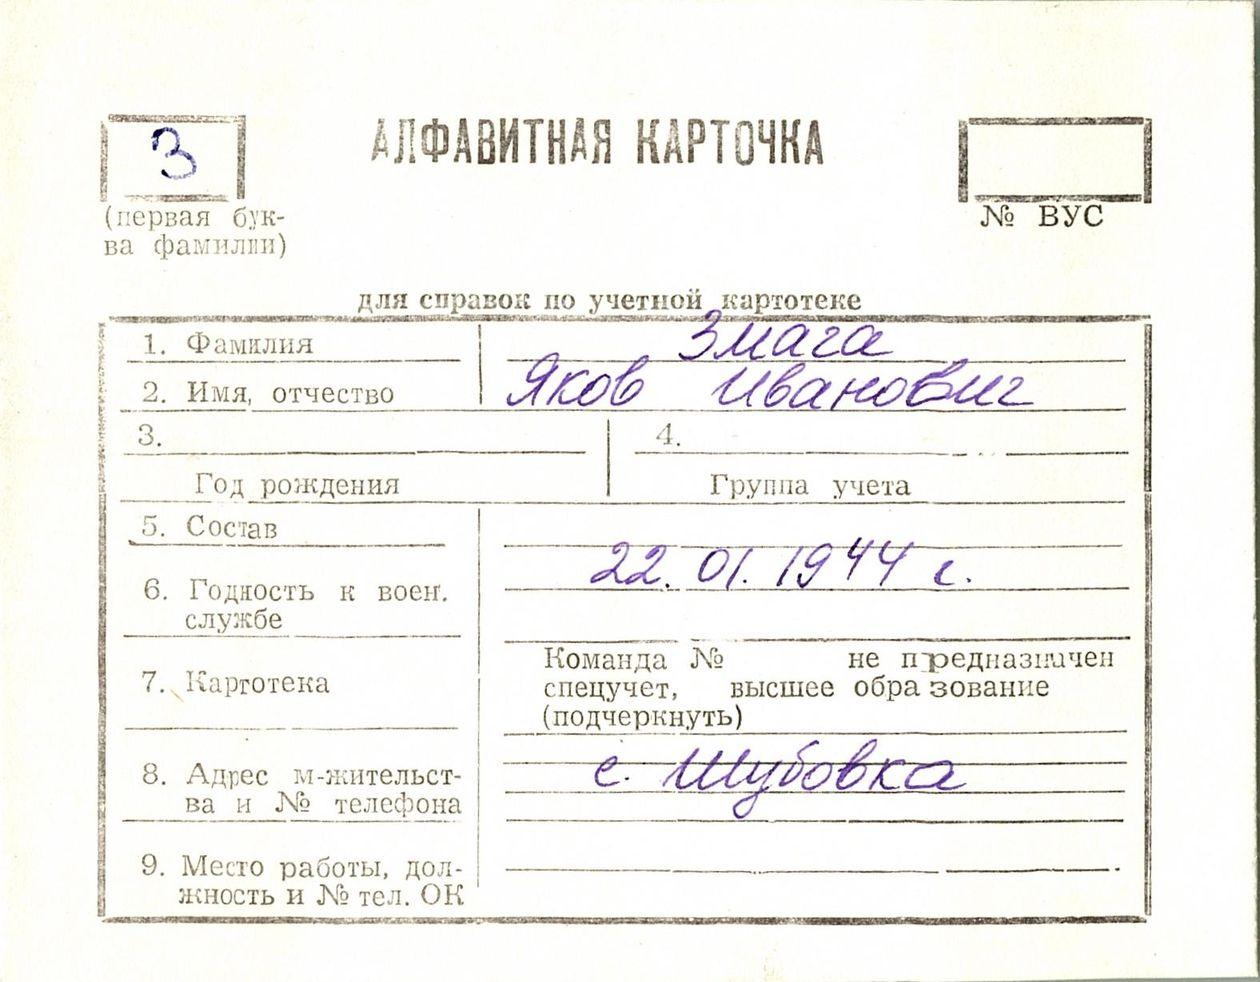 З
АЛФАВИТНАЯ КАРТОЧКА
(первая бук-
ва фамилии)
№ ВУС
для справок по учетной картотеке
1. Фамилия Змага
2. Имя, отчество Яков Иванович
3.
4.
Год рождения
Группа учета
5. Состав
22.01.1944 г.
6. Годность к воен.
службе
7. Картотека
Команда № не предназначен
спецучет, высшее образование
(подчеркнуть)
8. Адрес м-жительст-
ва и № телефона
с. Шубовка
9. Место работы, дол-
жность и № тел. ОК